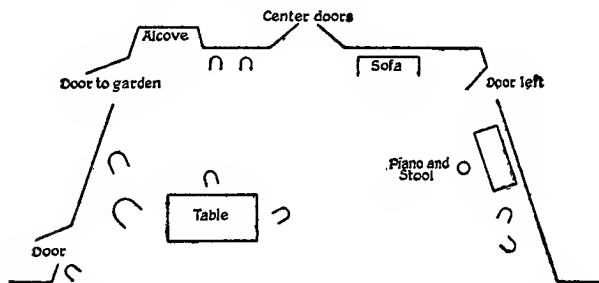 Center doors
Alcove
Sofa
Door to garden
Door left
Piano and
Stool
Table
Door